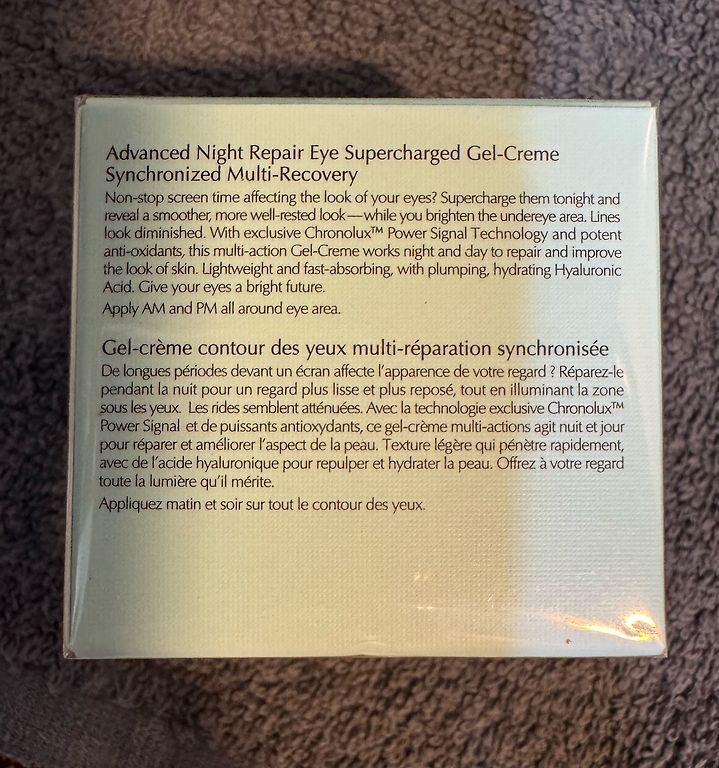 Advanced Night Repair Eye Supercharged Gel-Creme
Synchronized Multi-Recovery
Non-stop screen time affecting the look of your eyes? Supercharge them tonight and
reveal a smoother, more well-rested look—while you brighten the undereye area. Lines
look diminished. With exclusive Chronolux™ Power Signal Technology and potent
anti-oxidants, this multi-action Gel-Creme works night and day to repair and improve
the look of skin. Lightweight and fast-absorbing, with plumping, hydrating Hyaluronic
Acid. Give your eyes a bright future.
Apply AM and PM all around eye area.
Gel-crème contour des yeux multi-réparation synchronisée
De longues périodes devant un écran affecte l'apparence de votre regard ? Réparez-le
pendant la nuit pour un regard plus lisse et plus reposé, tout en illuminant la zone
sous les yeux. Les rides semblent atténuées. Avec la technologie exclusive Chronolux™
Power Signal et de puissants antioxydants, ce gel-crème multi-actions agit nuit et jour
pour réparer et améliorer l'aspect de la peau. Texture légère qui pénètre rapidement,
avec de l'acide hyaluronique pour repulper et hydrater la peau. Offrez à votre regard
toute la lumière qu'il mérite.
Appliquez matin et soir sur tout le contour des yeux.